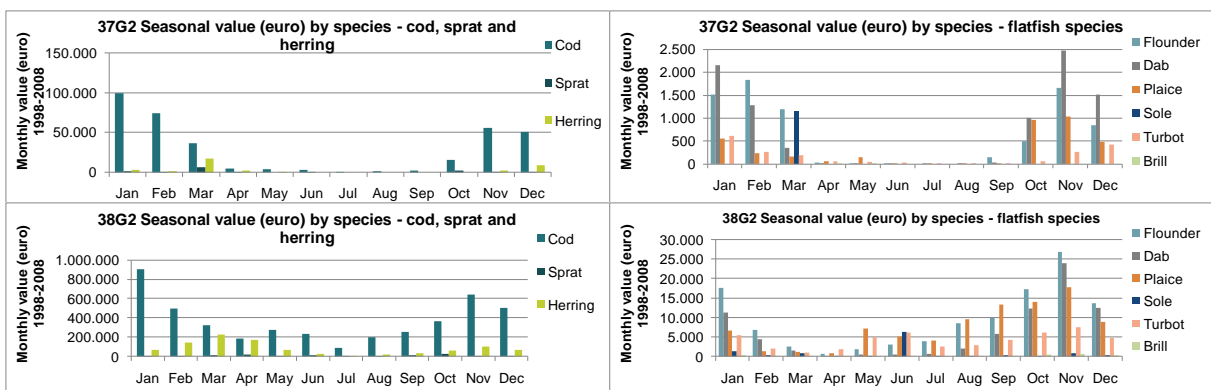 37G2 Seasonal value (euro) by species - cod, sprat and
herring
Monthly value (euro)
1998-2008
150.000
100.000
50.000
0
Jan Feb Mar Apr May Jun Jul Aug Sep Oct Nov Dec
Cod
Sprat
Herring
37G2 Seasonal value (euro) by species - flatfish species
Monthly value (euro)
1998-2008
2.500
2.000
1.500
1.000
500
0
Jan Feb Mar Apr May Jun Jul Aug Sep Oct Nov Dec
Flounder
Dab
Plaice
Sole
Turbot
Brill
38G2 Seasonal value (euro) by species - cod, sprat and
herring
Monthly value (euro)
1998-2008
1.000.000
800.000
600.000
400.000
200.000
0
Jan Feb Mar Apr May Jun Jul Aug Sep Oct Nov Dec
Cod
Sprat
Herring
38G2 Seasonal value (euro) by species - flatfish species
Monthly value (euro)
1998-2008
30.000
25.000
20.000
15.000
10.000
5.000
0
Jan Feb Mar Apr May Jun Jul Aug Sep Oct Nov Dec
Flounder
Dab
Plaice
Sole
Turbot
Brill